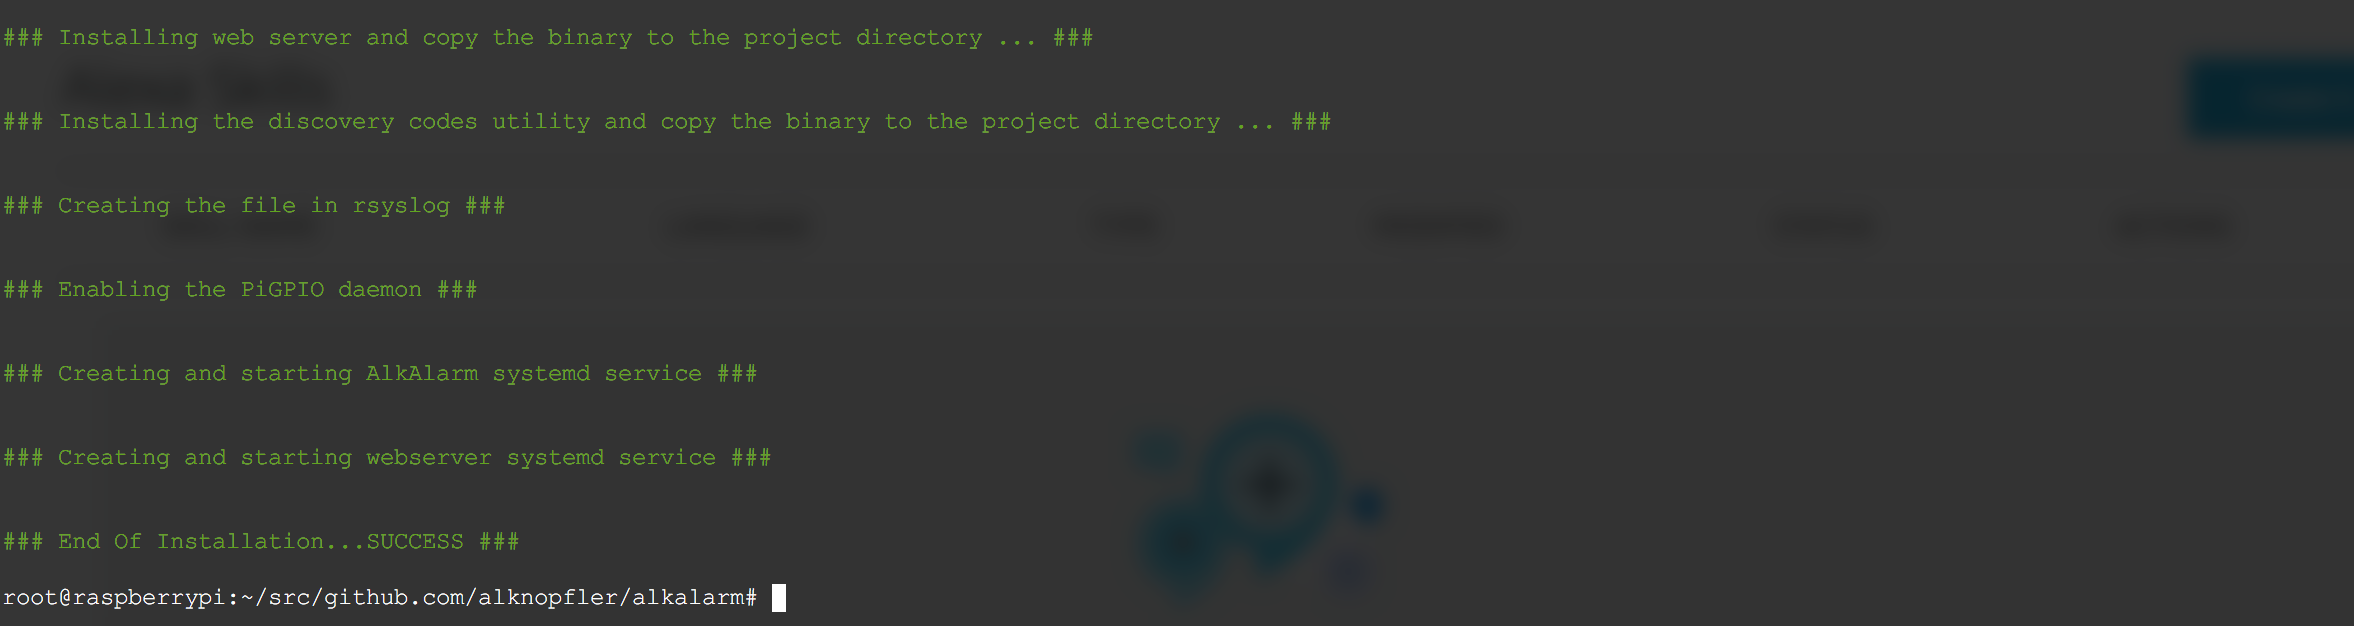 ### Installing web server and copy the binary to the project directory ... ###
### Installing the discovery codes utility and copy the binary to the project directory ... ###
### Creating the file in rsyslog ###
### Enabling the PiGPIO daemon ###
### Creating and starting AlkAlarm systemd service ###
### Creating and starting webserver systemd service ###
### End Of Installation...SUCCESS ###
root@raspberrypi:~/src/github.com/alknopfler/alkalarm#